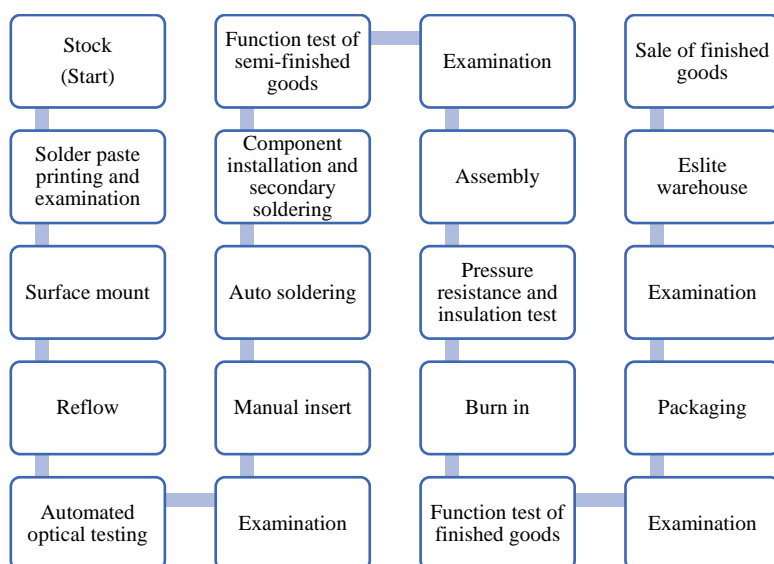 Stock
(Start)
Solder paste
printing and
examination
Surface mount
Reflow
Automated
optical testing
Examination
Manual insert
Auto soldering
Component
installation and
secondary
soldering
Function test of
semi-finished
goods
Examination
Assembly
Pressure
resistance and
insulation test
Burn in
Function test of
finished goods
Examination
Packaging
Examination
Eslite
warehouse
Sale of finished
goods